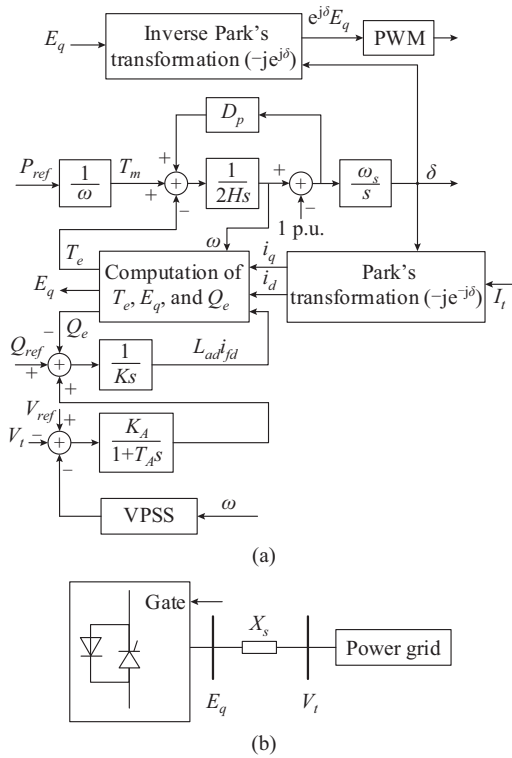 E_q
Inverse Park's
transformation (−je^{jδ})
e^{jδ}E_q
PWM
D_p
P_ref
1/ω
T_m
+
+
−
1/2Hs
+
−
1 p.u.
ω_s/s
δ
ω
T_e
E_q
Q_e
Computation of
T_e, E_q, and Q_e
i_q
i_d
Park's
transformation (−je^{-jδ})
I_t
−
Q_ref
+
+
1/Ks
L_ad i_fd
V_ref
+
V_t
−
−
K_A/1+T_A s
VPSS
ω
(a)
Gate
X_s
E_q
V_t
Power grid
(b)